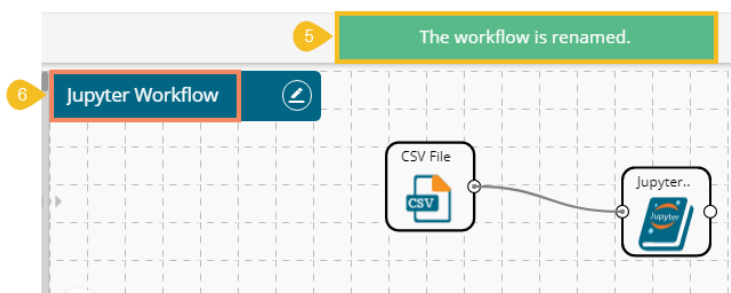 5
The workflow is renamed.
6
Jupyter Workflow
CSV File
CSV
Jupyter..
Jupyter